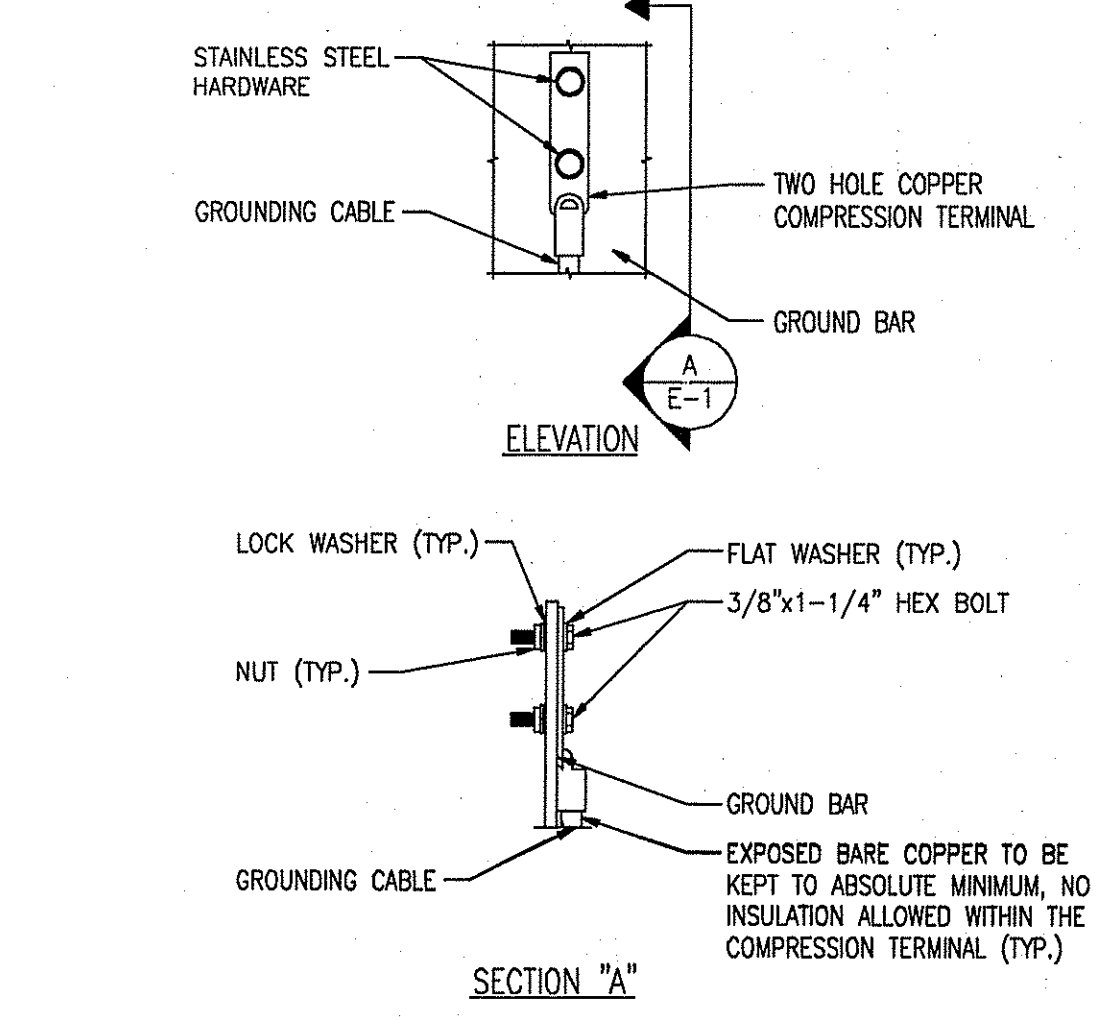 STAINLESS STEEL
HARDWARE
GROUNDING CABLE
TWO HOLE COPPER
COMPRESSION TERMINAL
GROUND BAR
A
E-1
ELEVATION
LOCK WASHER (TYP.)
FLAT WASHER (TYP.)
3/8"x1-1/4" HEX BOLT
NUT (TYP.)
GROUND BAR
GROUNDING CABLE
EXPOSED BARE COPPER TO BE
KEPT TO ABSOLUTE MINIMUM, NO
INSULATION ALLOWED WITHIN THE
COMPRESSION TERMINAL (TYP.)
SECTION "A"